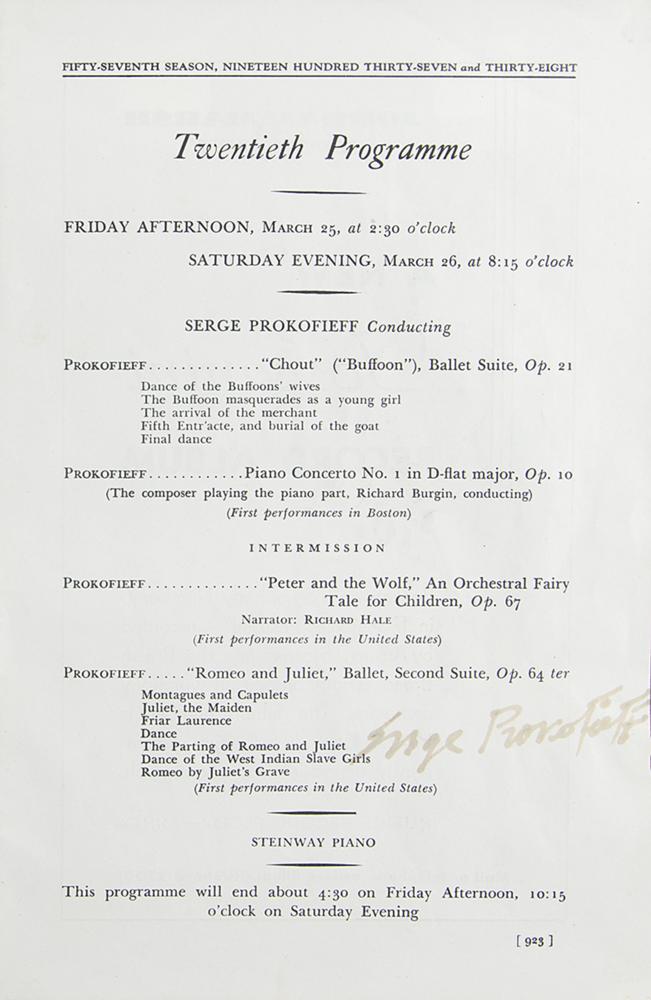 FIFTY-SEVENTH SEASON, NINETEEN HUNDRED THIRTY-SEVEN and THIRTY-EIGHT
Twentieth Programme
FRIDAY AFTERNOON, MARCH 25, at 2:30 o'clock
SATURDAY EVENING, MARCH 26, at 8:15 o'clock
SERGE PROKOFIEFF Conducting
PROKOFIEFF..............."Chout" ("Buffoon"), Ballet Suite, Op. 21
Dance of the Buffoons' wives
The Buffoon masquerades as a young girl
The arrival of the merchant
Fifth Entr'acte, and burial of the goat
Final dance
PROKOFIEFF............Piano Concerto No. 1 in D-flat major, Op. 10
(The composer playing the piano part, Richard Burgin, conducting)
(First performances in Boston)
INTERMISSION
PROKOFIEFF..............."Peter and the Wolf," An Orchestral Fairy
Tale for Children, Op. 67
Narrator: RICHARD HALE
(First performances in the United States)
PROKOFIEFF....."Romeo and Juliet," Ballet, Second Suite, Op. 64 ter
Montagues and Capulets
Juliet, the Maiden
Friar Laurence
Dance
The Parting of Romeo and Juliet
Dance of the West Indian Slave Girls
Romeo by Juliet's Grave
Serge Prokofieff
(First performances in the United States)
STEINWAY PIANO
This programme will end about 4:30 on Friday Afternoon, 10:15
o'clock on Saturday Evening
[ 923 ]